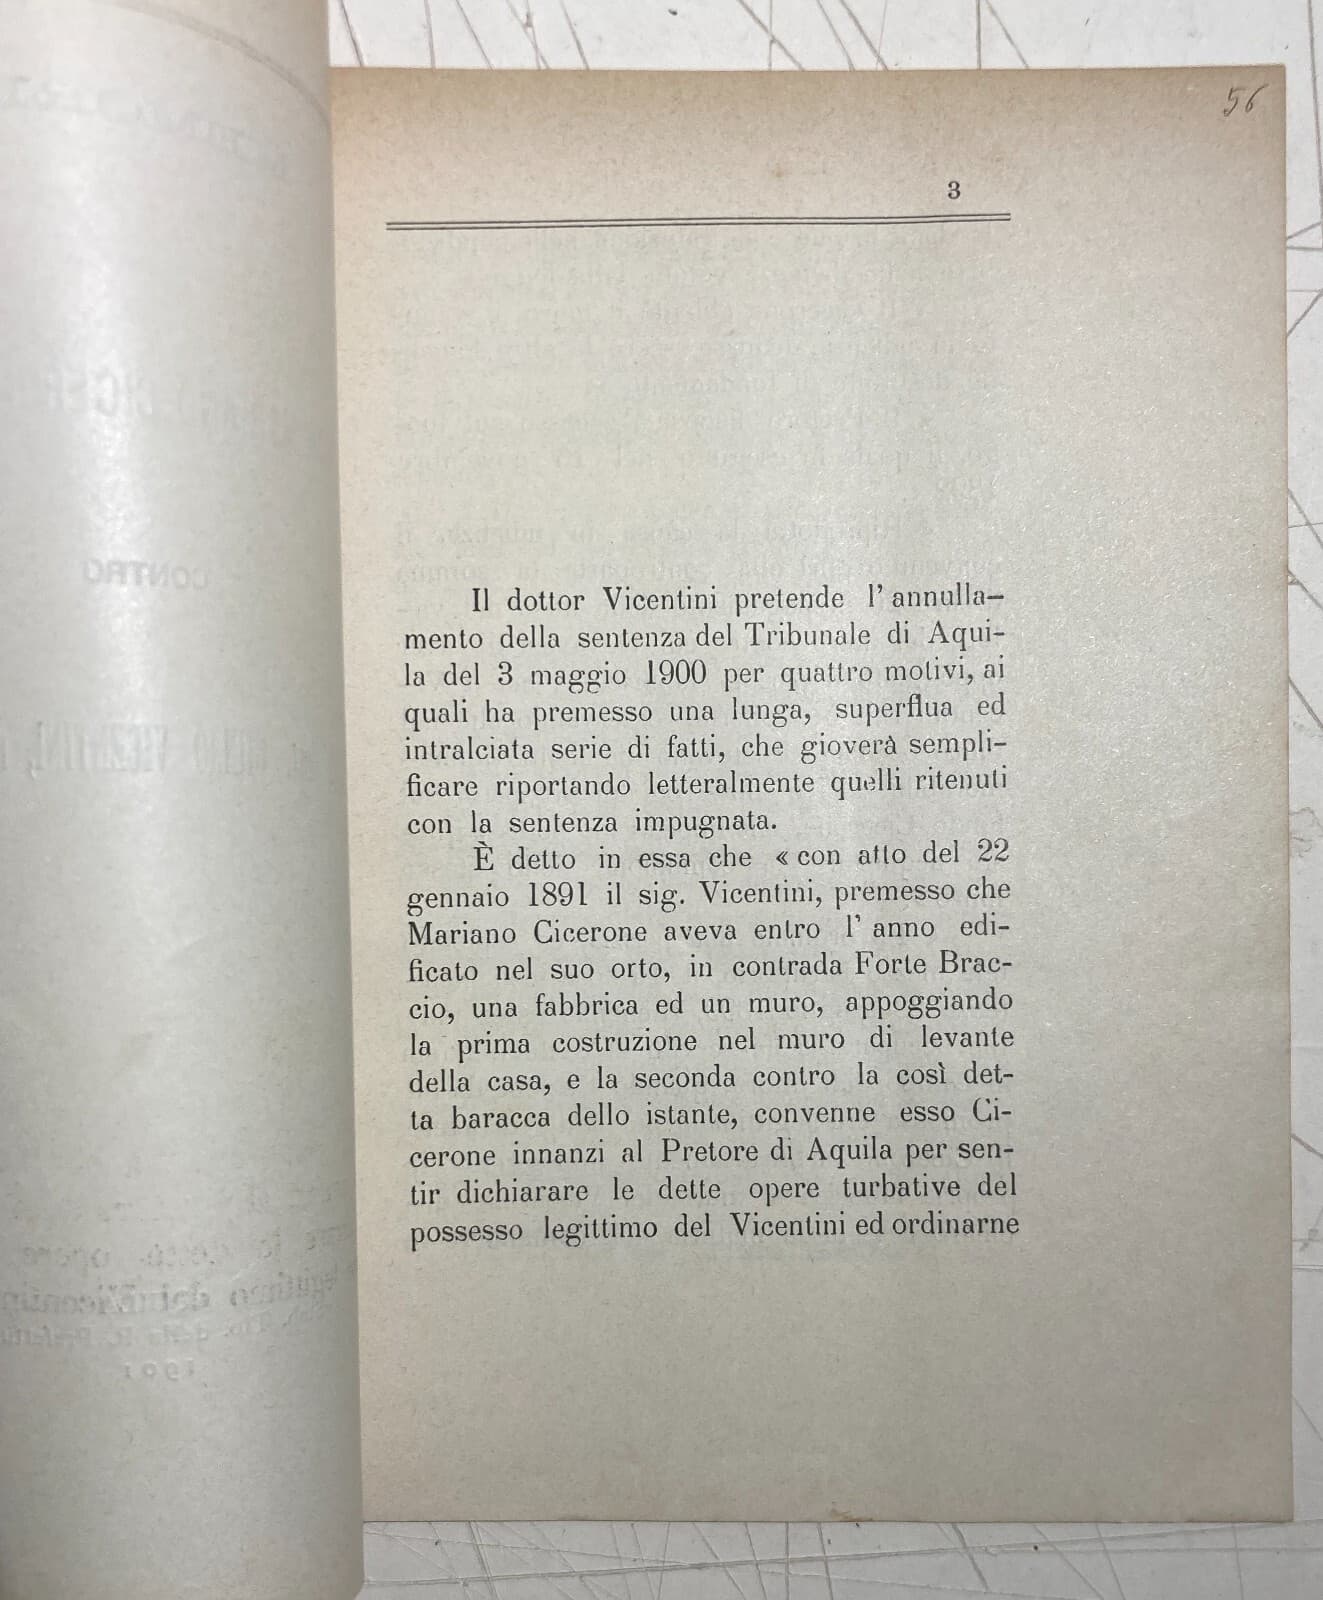 56
3
Il dottor Vicentini pretende l' annulla-
mento della sentenza del Tribunale di Aqui-
la del 3 maggio 1900 per quattro motivi, ai
quali ha premesso una lunga, superflua ed
intralciata serie di fatti, che gioverà sempli-
ficare riportando letteralmente quelli ritenuti
con la sentenza impugnata.
È detto in essa che « con atto del 22
gennaio 1891 il sig. Vicentini, premesso che
Mariano Cicerone aveva entro l' anno edi-
ficato nel suo orto, in contrada Forte Brac-
cio, una fabbrica ed un muro, appoggiando
la prima costruzione nel muro di levante
della casa, e la seconda contro la così det-
ta baracca dello istante, convenne esso Ci-
cerone innanzi al Pretore di Aquila per sen-
tir dichiarare le dette opere turbative del
possesso legittimo del Vicentini ed ordinarne